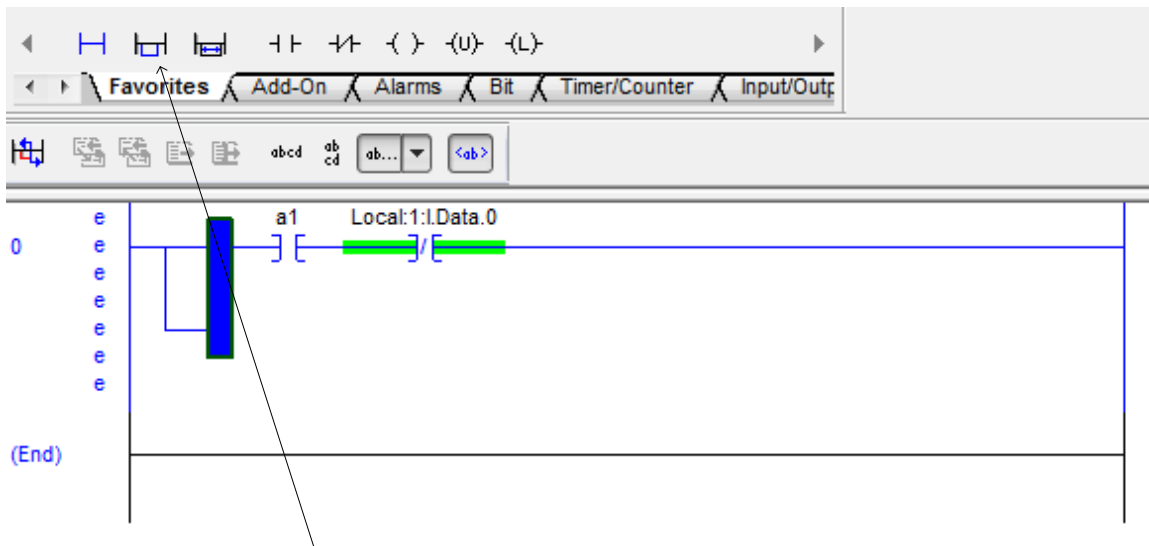 (U) (L)
Favorites Add-On Alarms Bit Timer/Counter Input/Outp
abcd ab cd ab... <ab>
e a1 Local:1:I.Data.0
0 e
e
e
e
e
e
(End)